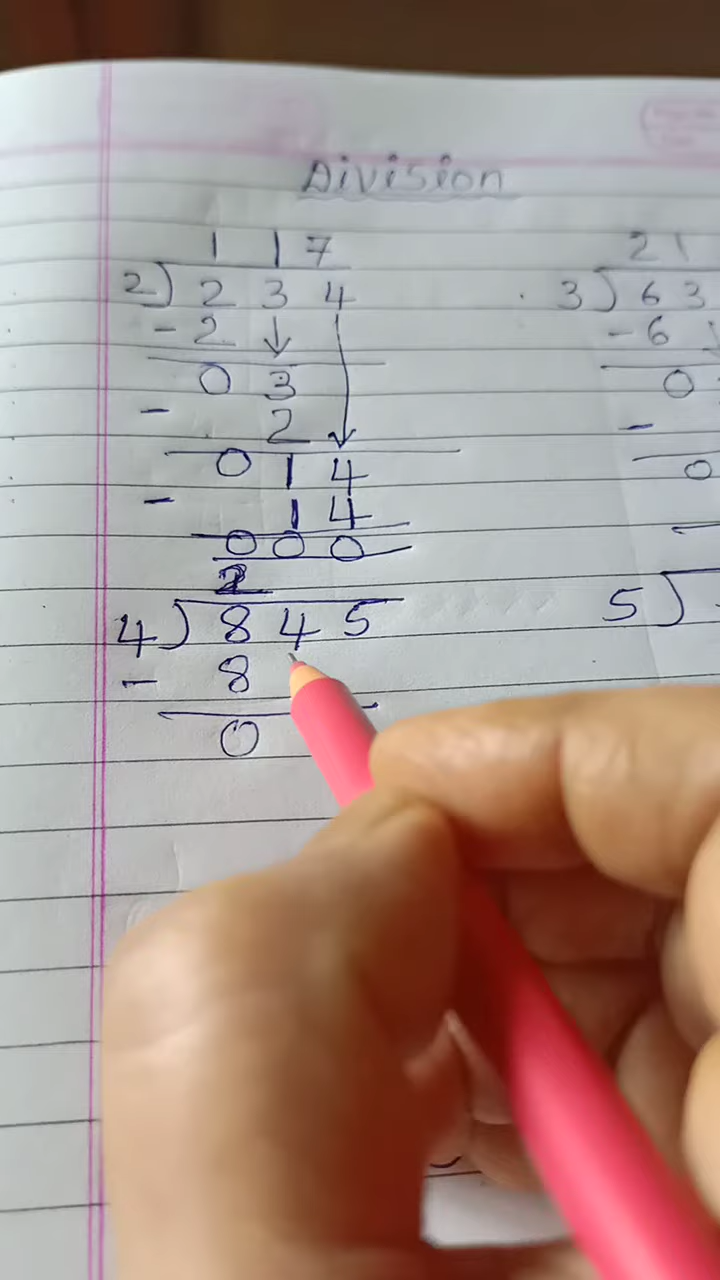 Division
1 1 7
2 ) 2 3 4
- 2 ↓
0 3
- 2 ↓
0 1 4
- 1 4
0 0 0
2
4 ) 8 4 5
- 8
0
2 1
3 ) 6 3
- 6
0
-
0
5 )